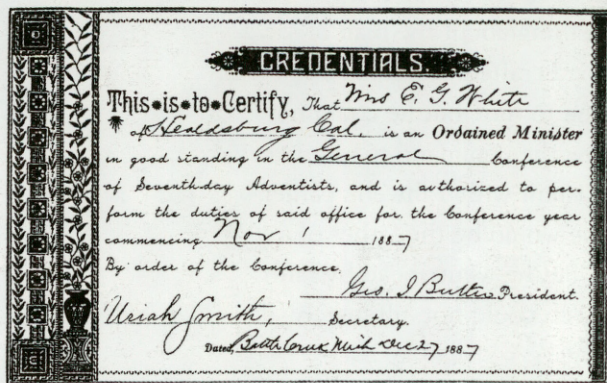 CREDENTIALS
This is to Certify, That Mrs E. G. White
of Healdsburg Cal. is an Ordained Minister
in good standing in the General Conference
of Seventh-day Adventists, and is authorized to per-
form the duties of said office for the Conference year
commencing Nov 1 1887
By order of the Conference.
Geo. I Butler President.
Uriah Smith, Secretary.
Dated Battle Creek Mich Dec 27 1887